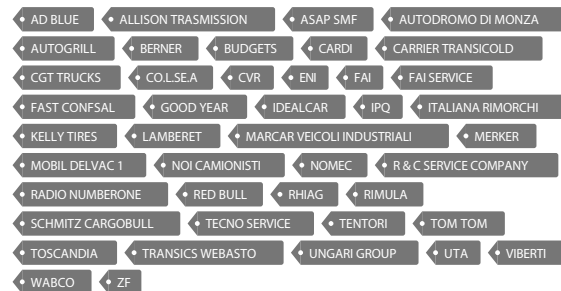 AD BLUE ALLISON TRASMISSION ASAP SMF AUTODROMO DI MONZA
AUTOGRILL BERNER BUDGETS CARDI CARRIER TRANSICOLD
CGT TRUCKS CO.L.SE.A CVR ENI FAI FAI SERVICE
FAST CONFSAL GOOD YEAR IDEALCAR IPQ ITALIANA RIMORCHI
KELLY TIRES LAMBERET MARCAR VEICOLI INDUSTRIALI MERKER
MOBIL DELVAC 1 NOI CAMIONISTI NOMEC R & C SERVICE COMPANY
RADIO NUMBERONE RED BULL RHIAG RIMULA
SCHMITZ CARGOBULL TECNO SERVICE TENTORI TOM TOM
TOSCANDIA TRANSICS WEBASTO UNGARI GROUP UTA VIBERTI
WABCO ZF